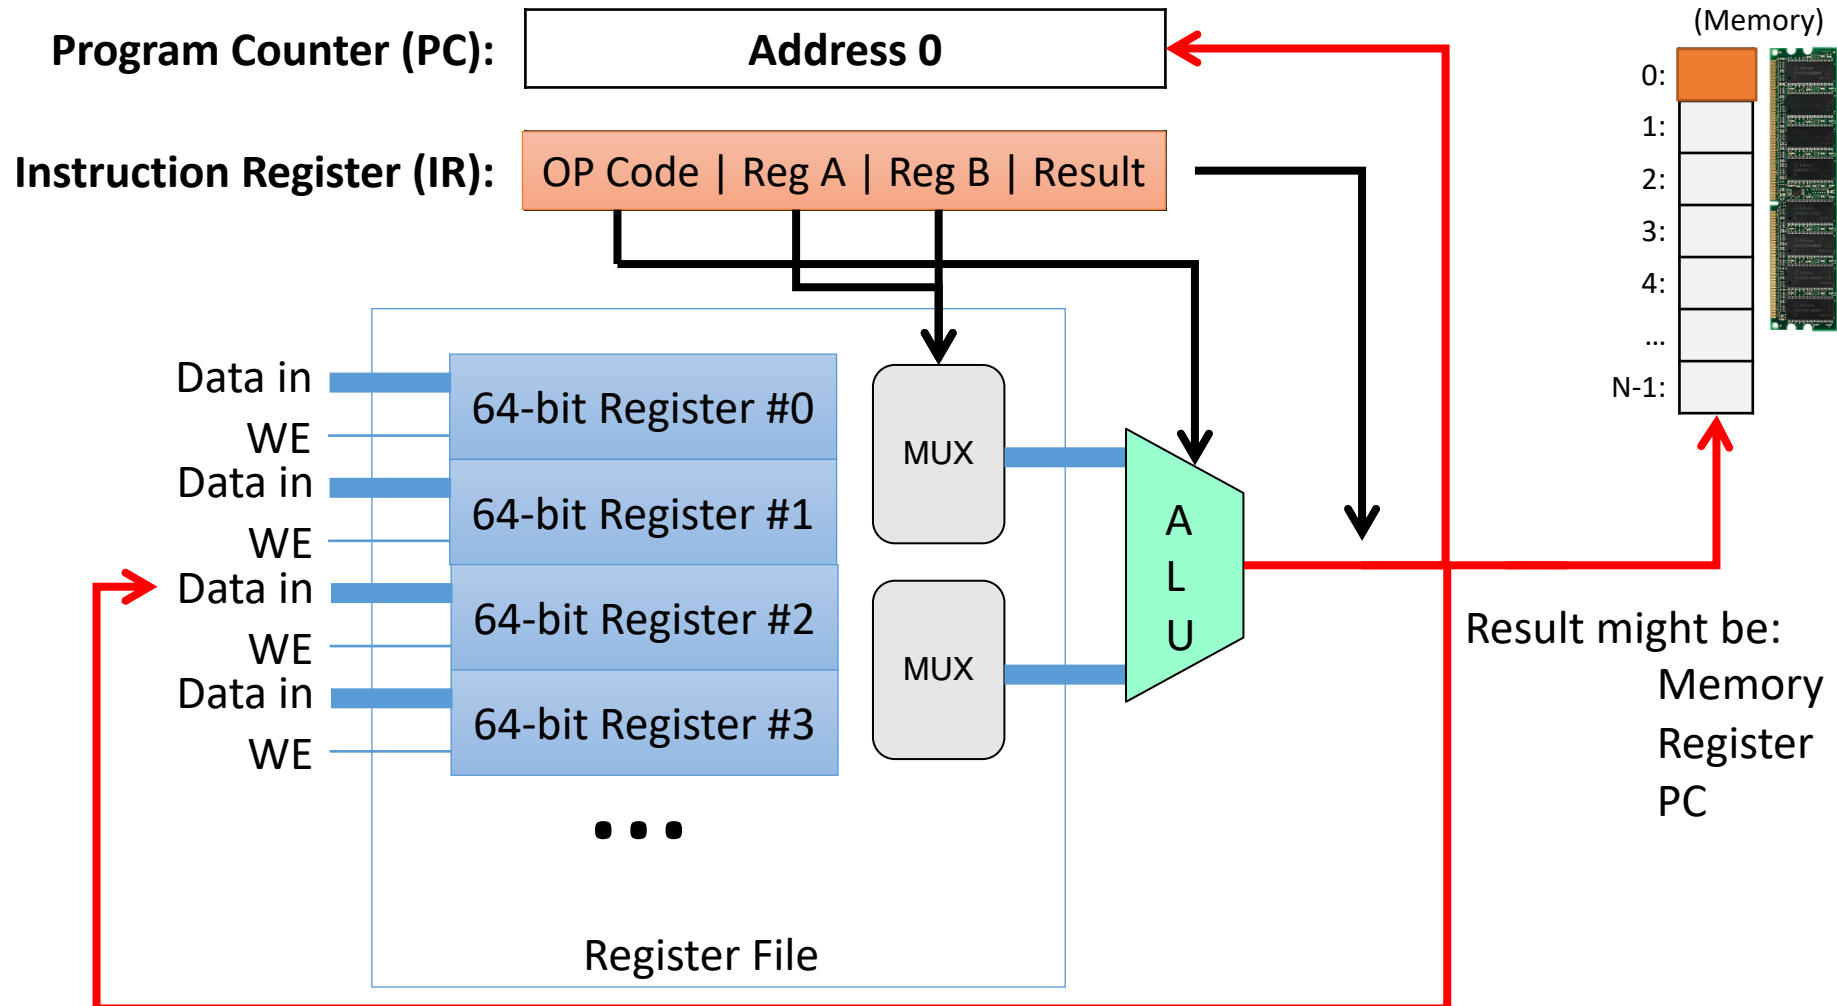 (Memory)
Program Counter (PC):
Address 0
0:
1:
2:
3:
4:
...
N-1:
Instruction Register (IR):
OP Code | Reg A | Reg B | Result
Data in
WE
Data in
WE
Data in
WE
Data in
WE
64-bit Register #0
64-bit Register #1
64-bit Register #2
64-bit Register #3
...
MUX
MUX
A
L
U
Result might be:
Memory
Register
PC
Register File